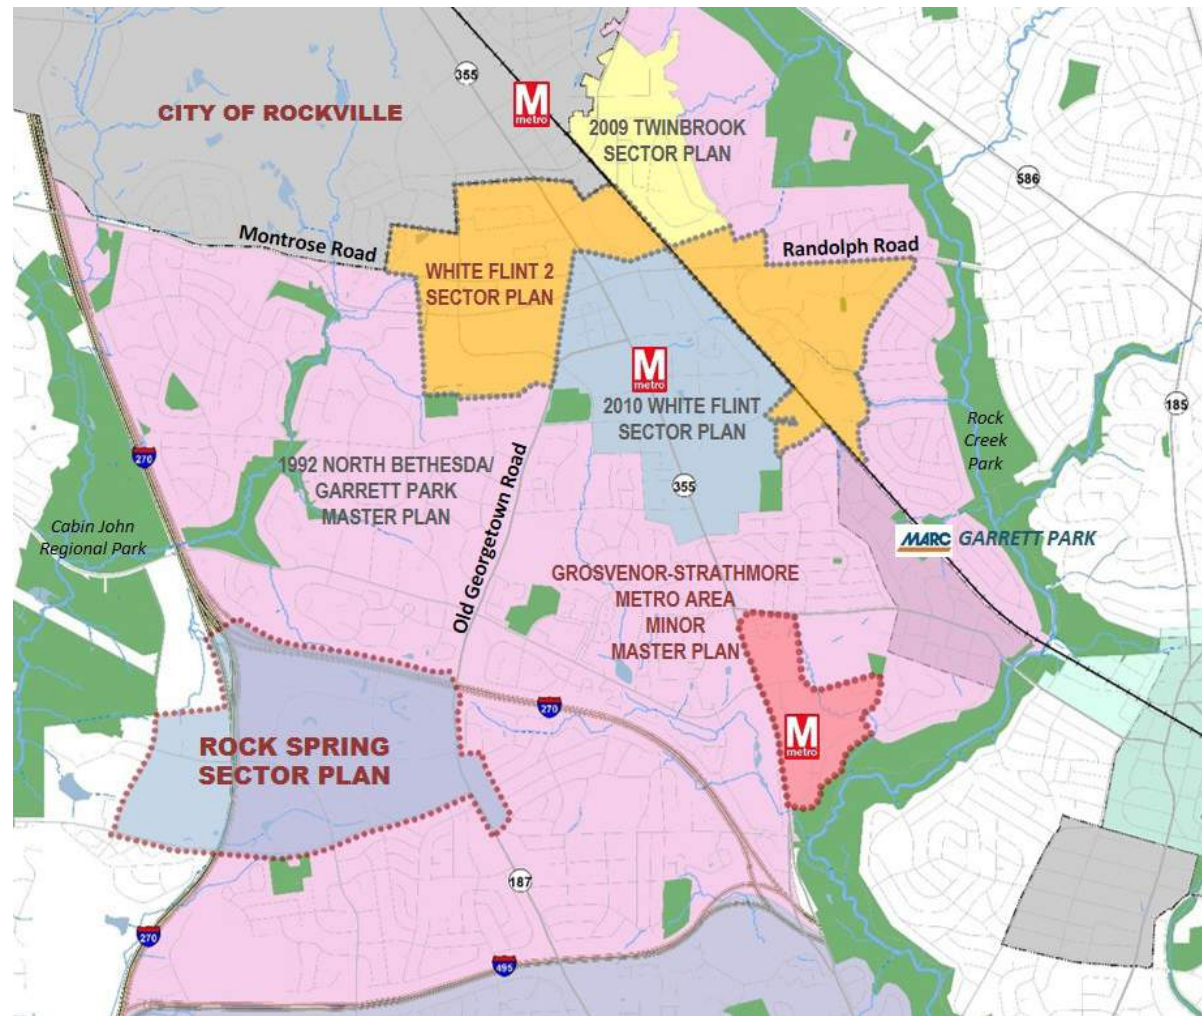 355
M
metro
CITY OF ROCKVILLE
2009 TWINBROOK
SECTOR PLAN
586
Montrose Road
Randolph Road
WHITE FLINT 2
SECTOR PLAN
M
metro
2010 WHITE FLINT
SECTOR PLAN
185
Rock
Creek
Park
270
1992 NORTH BETHESDA/
GARRETT PARK
MASTER PLAN
Old Georgetown Road
355
Cabin John
Regional Park
MARC GARRETT PARK
GROSVENOR-STRATHMORE
METRO AREA
MINOR
MASTER PLAN
270
M
metro
ROCK SPRING
SECTOR PLAN
187
270
495